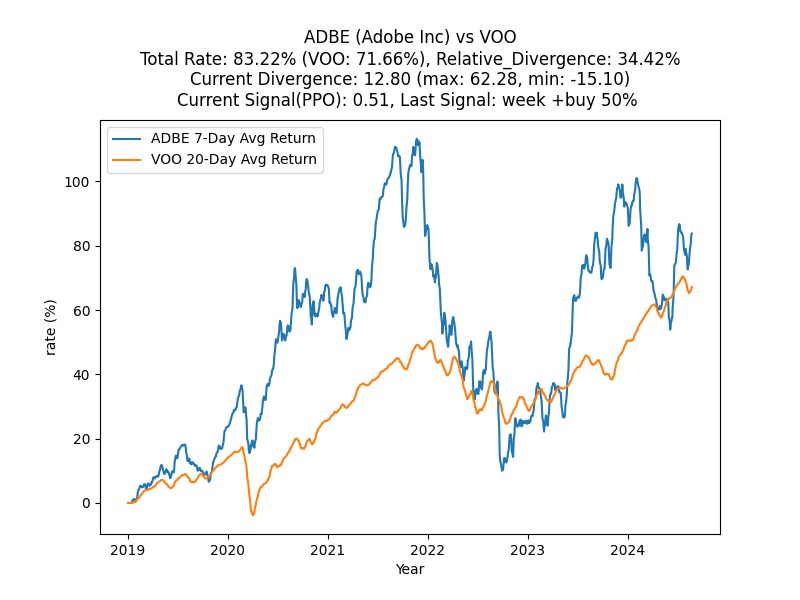 ADBE (Adobe Inc) vs VOO
Total Rate: 83.22% (VOO: 71.66%), Relative_Divergence: 34.42%
Current Divergence: 12.80 (max: 62.28, min: -15.10)
Current Signal(PPO): 0.51, Last Signal: week +buy 50%
ADBE 7-Day Avg Return
VOO 20-Day Avg Return
100
80
60
40
20
0
rate (%)
2019 2020 2021 2022 2023 2024
Year